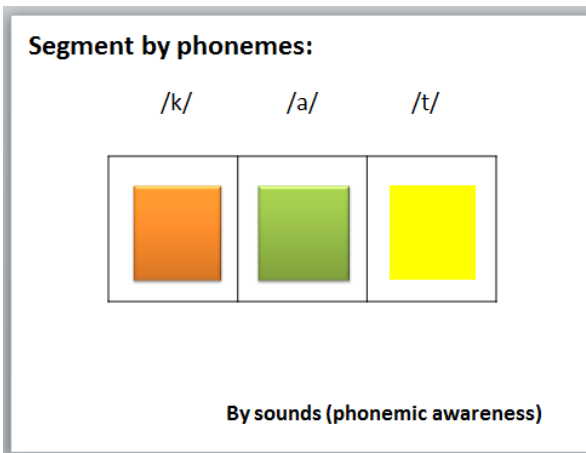 Segment by phonemes:
/k/ /a/ /t/
By sounds (phonemic awareness)